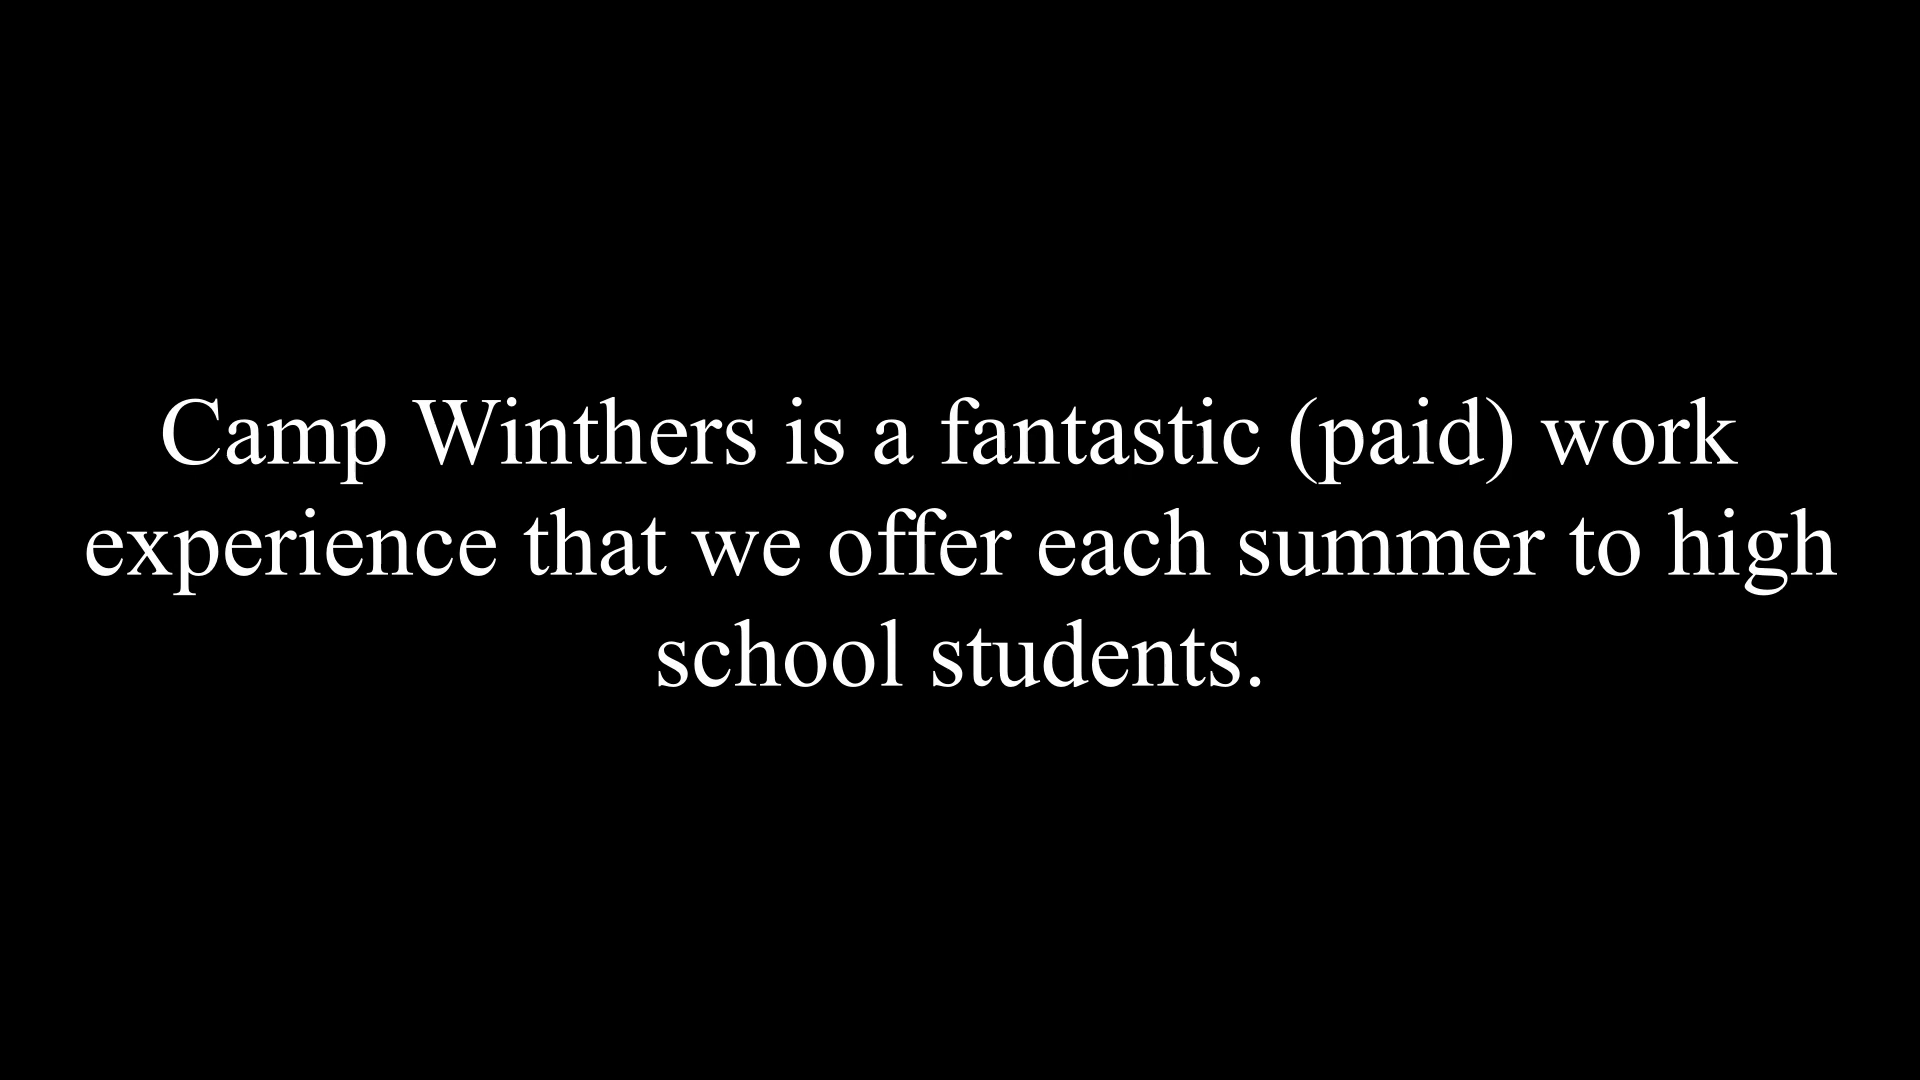 Camp Winthers is a fantastic (paid) work
experience that we offer each summer to high
school students.